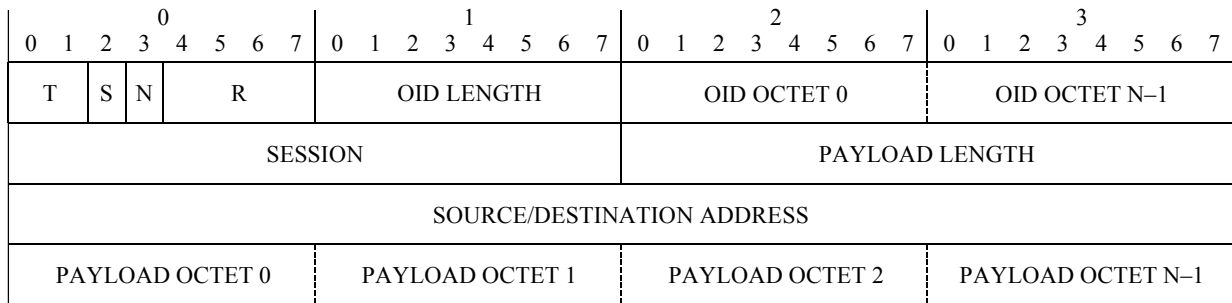 0 1 2 3
0 1 2 3 4 5 6 7 0 1 2 3 4 5 6 7 0 1 2 3 4 5 6 7 0 1 2 3 4 5 6 7
T S N R OID LENGTH OID OCTET 0 OID OCTET N–1
SESSION PAYLOAD LENGTH
SOURCE/DESTINATION ADDRESS
PAYLOAD OCTET 0 PAYLOAD OCTET 1 PAYLOAD OCTET 2 PAYLOAD OCTET N–1